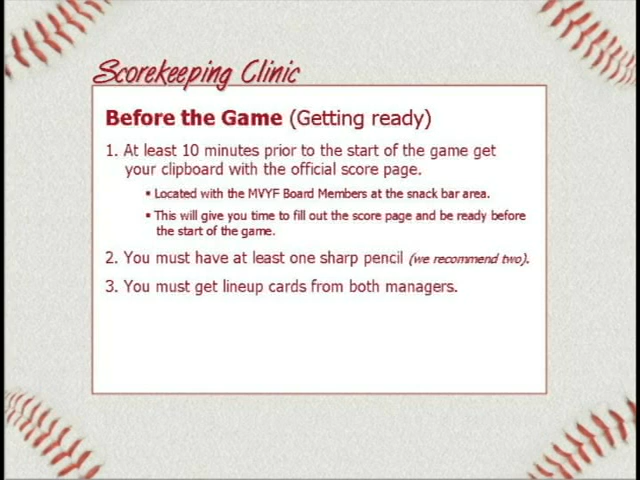 Scorekeeping Clinic
Before the Game (Getting ready)
1. At least 10 minutes prior to the start of the game get
your clipboard with the official score page.
▪ Located with the MVYF Board Members at the snack bar area.
▪ This will give you time to fill out the score page and be ready before
the start of the game.
2. You must have at least one sharp pencil (we recommend two).
3. You must get lineup cards from both managers.